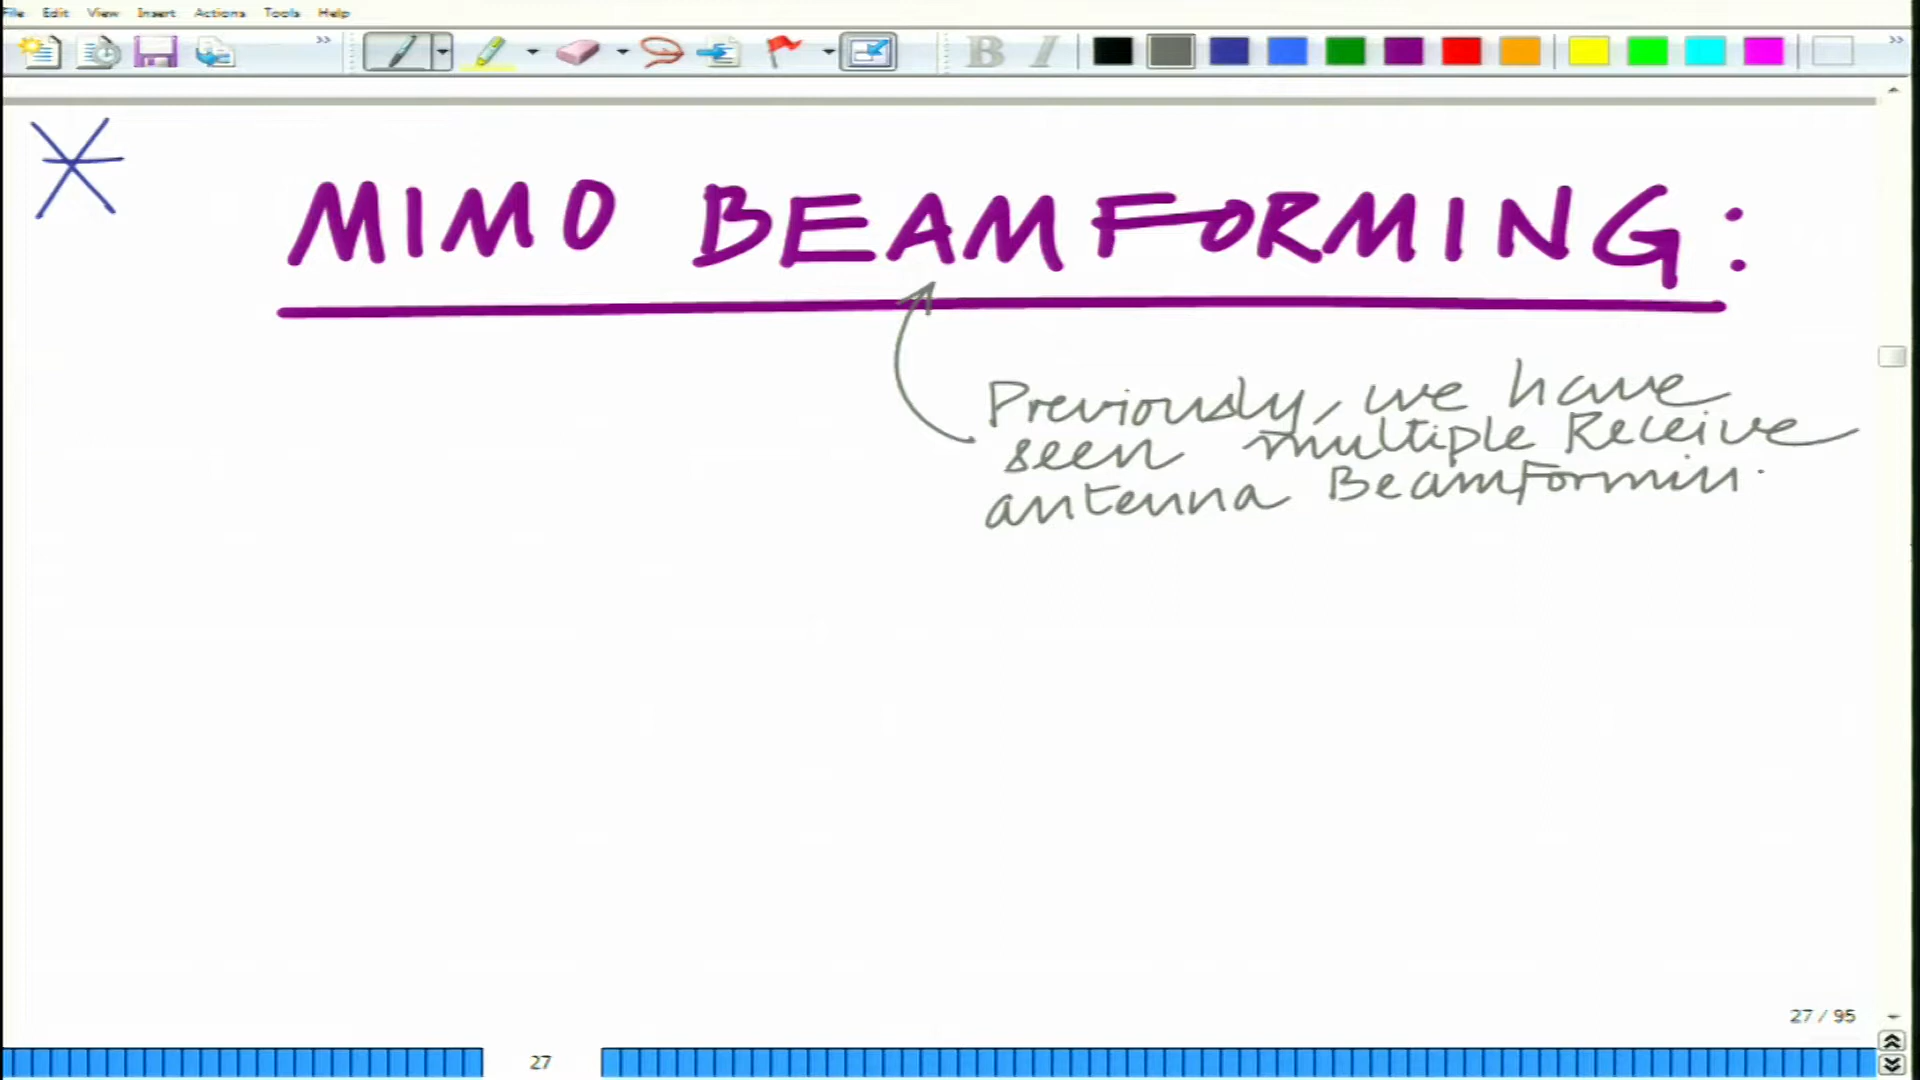 File Edit View Insert Actions Tools Help
B I
MIMO BEAMFORMING:
Previously, we have
seen multiple Receive
antenna BeamFormin
27 / 95
27